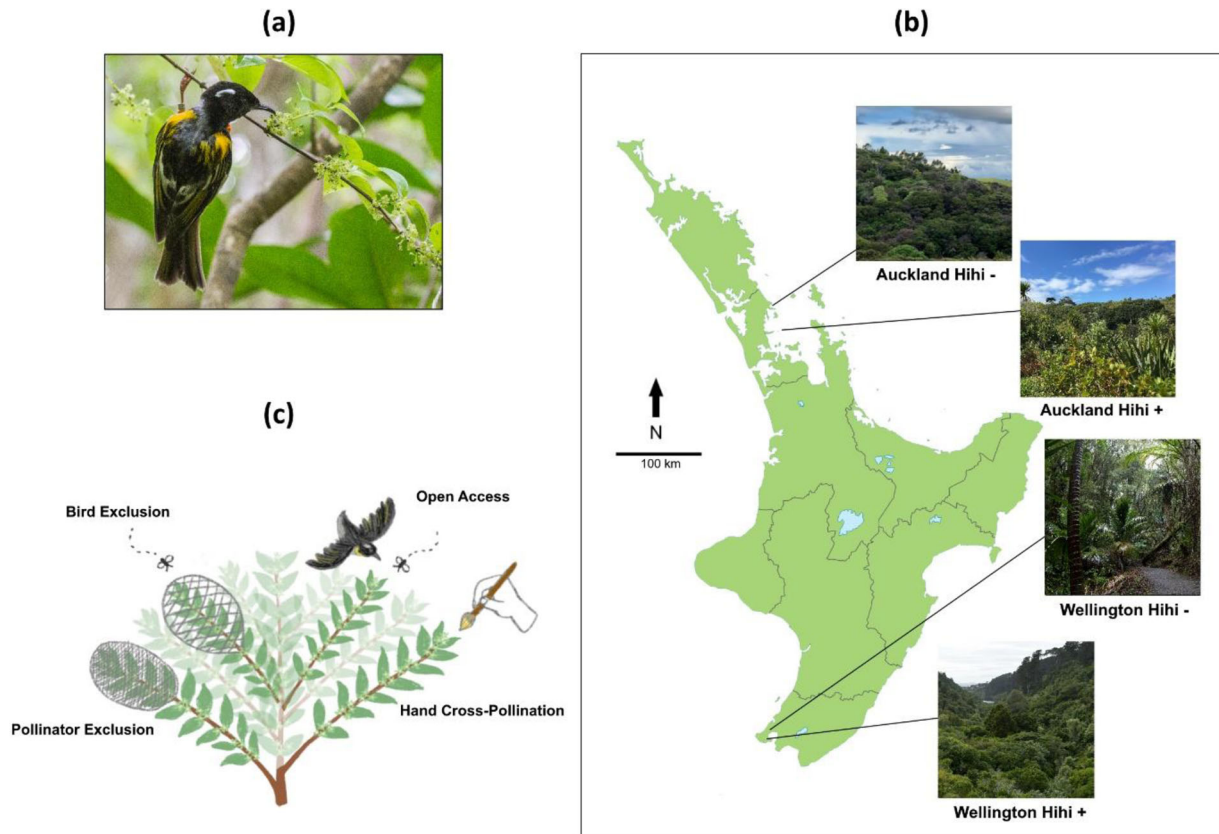 (a)
(b)
Auckland Hihi -
Auckland Hihi +
N
100 km
Wellington Hihi -
Wellington Hihi +
(c)
Bird Exclusion
Open Access
Hand Cross-Pollination
Pollinator Exclusion